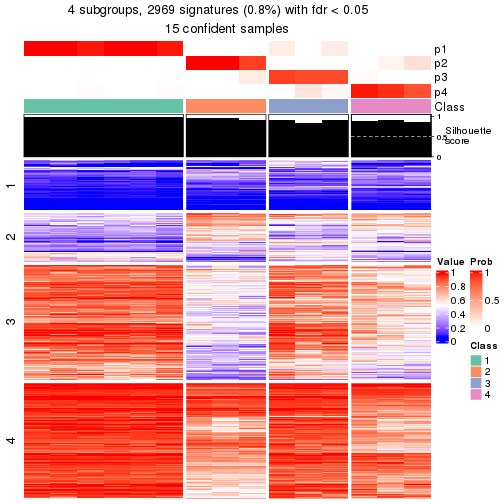 4 subgroups, 2969 signatures (0.8%) with fdr < 0.05
15 confident samples
p1
p2
p3
p4
Class
1
0.5
0
Silhouette
score
1
2
3
4
Value
1
0.8
0.6
0.4
0.2
0
Prob
1
0.5
0
Class
1
2
3
4